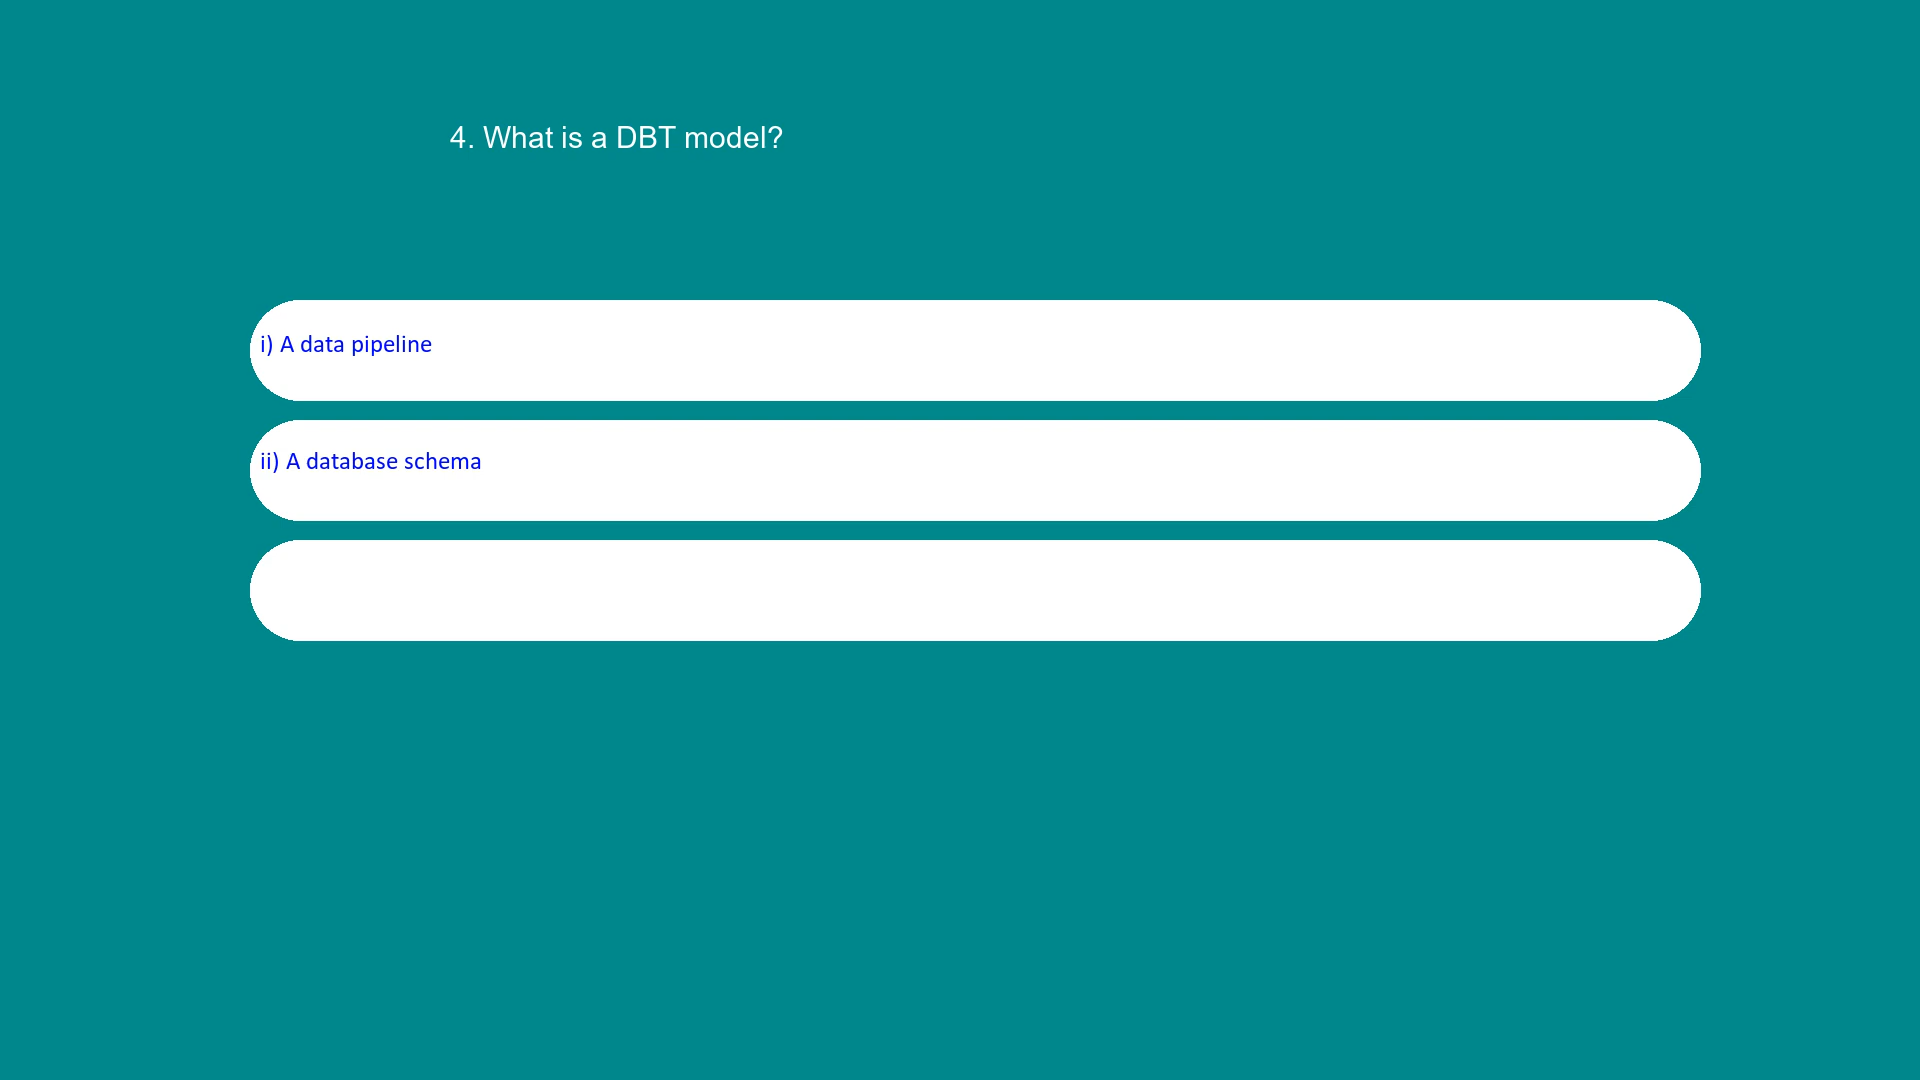 4. What is a DBT model?
i) A data pipeline
ii) A database schema